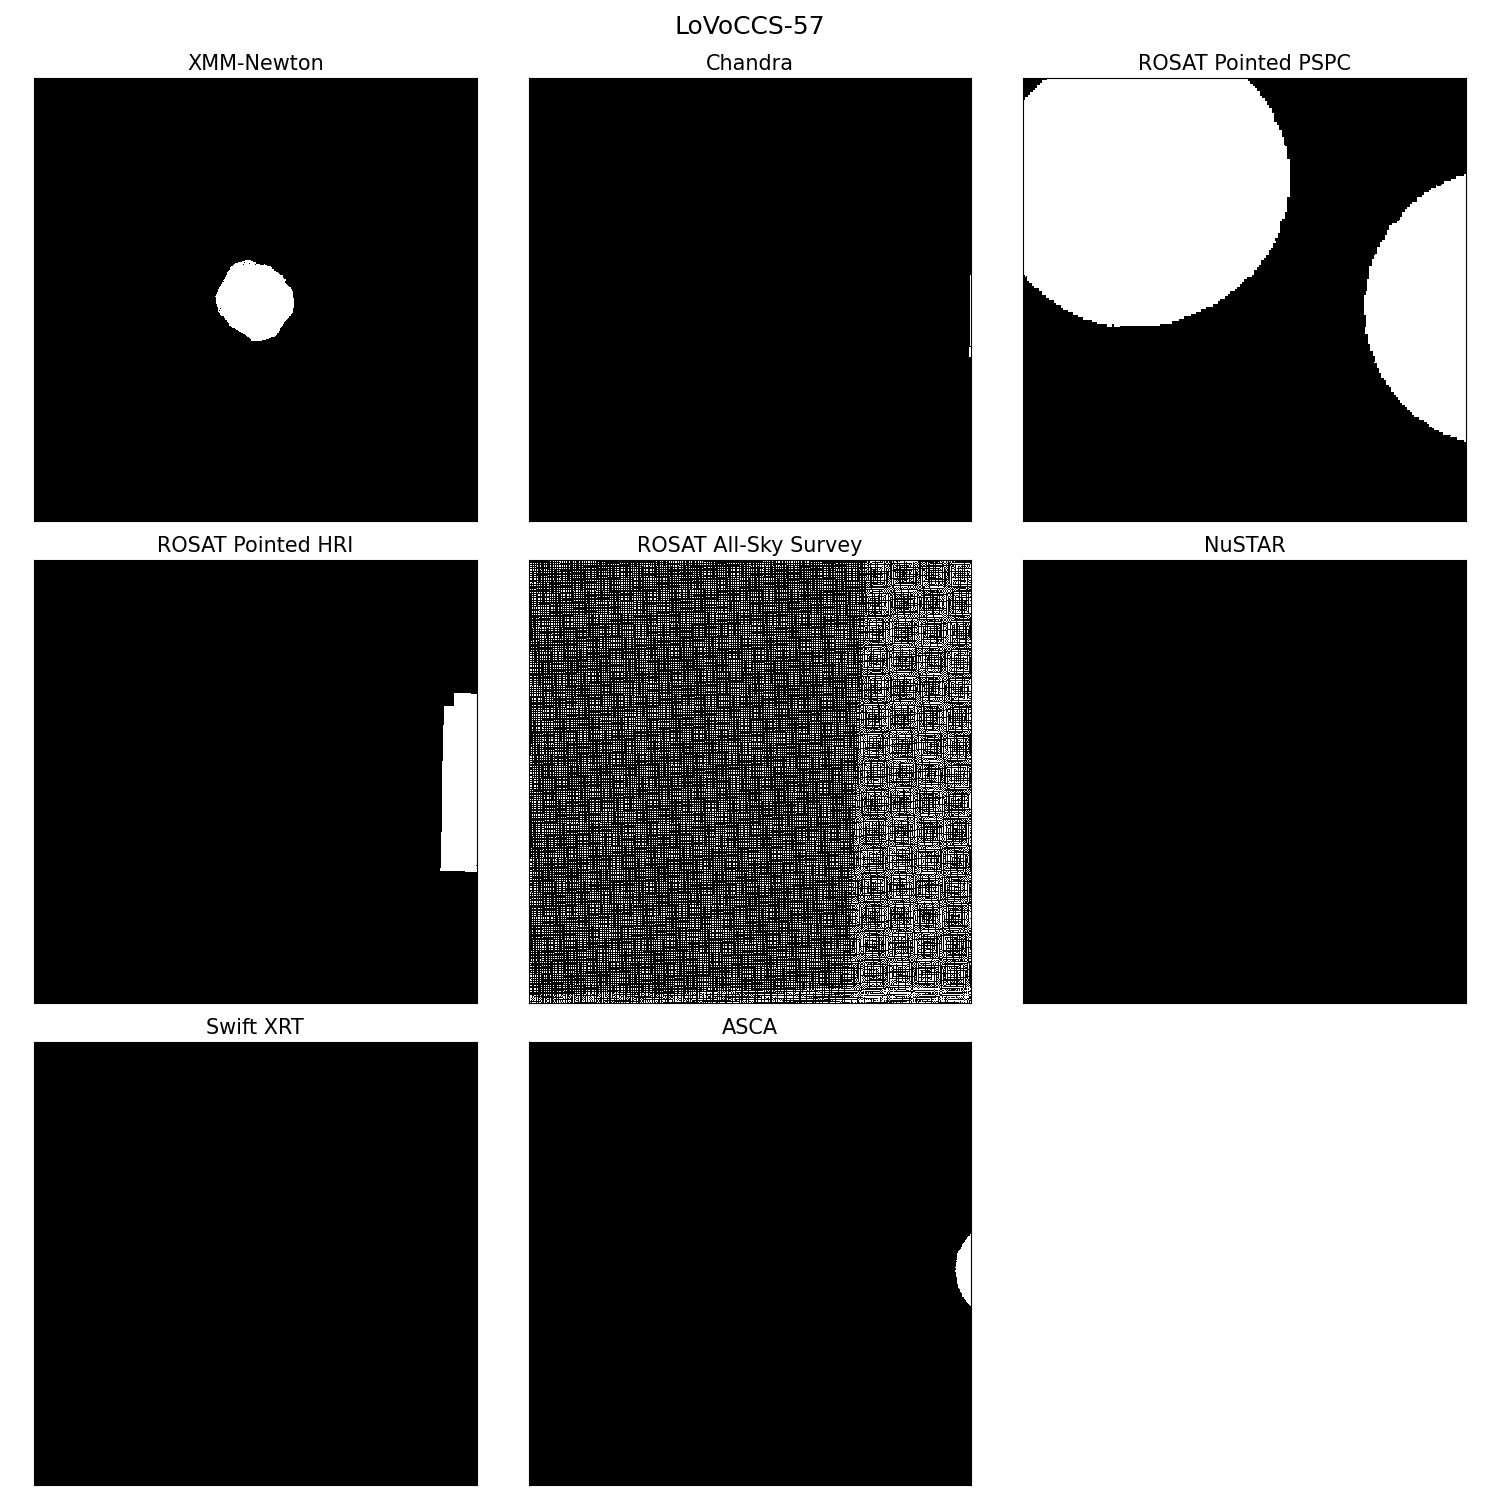 LoVoCCS-57
XMM-Newton
Chandra
ROSAT Pointed PSPC
ROSAT Pointed HRI
ROSAT All-Sky Survey
NuSTAR
Swift XRT
ASCA